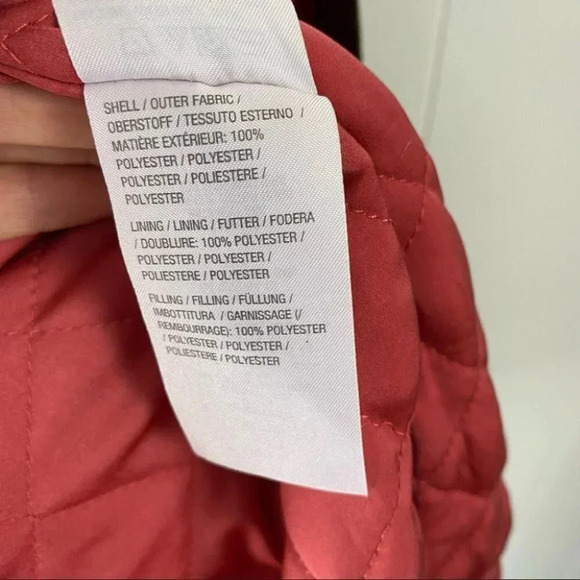 SHELL / OUTER FABRIC /
OBERSTOFF / TESSUTO ESTERNO /
MATIÈRE EXTÉRIEUR: 100%
POLYESTER / POLYESTER /
POLYESTER / POLIESTERE /
POLYESTER
LINING / LINING / FUTTER / FODERA
/ DOUBLURE: 100% POLYESTER /
POLYESTER / POLYESTER /
POLIESTERE / POLYESTER
FILLING / FILLING / FÜLLUNG /
IMBOTTITURA / GARNISSAGE (/
REMBOURRAGE): 100% POLYESTER
/ POLYESTER / POLYESTER /
POLIESTERE / POLYESTER